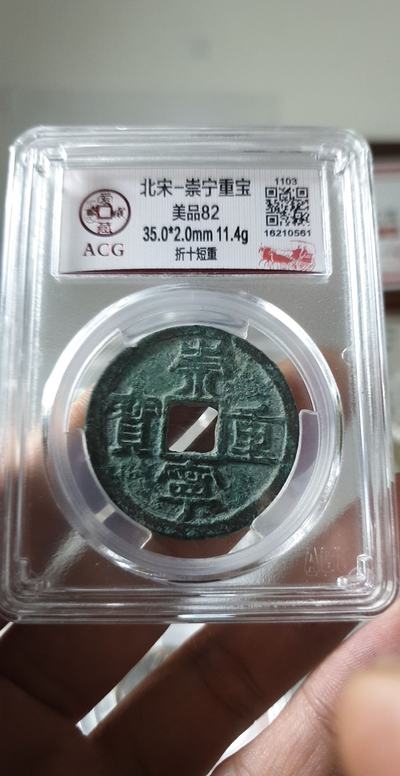 1103
北宋-崇宁重宝
美品82
35.0*2.0mm 11.4g
折十短重
16210561
ACG
崇
寶 重
寧